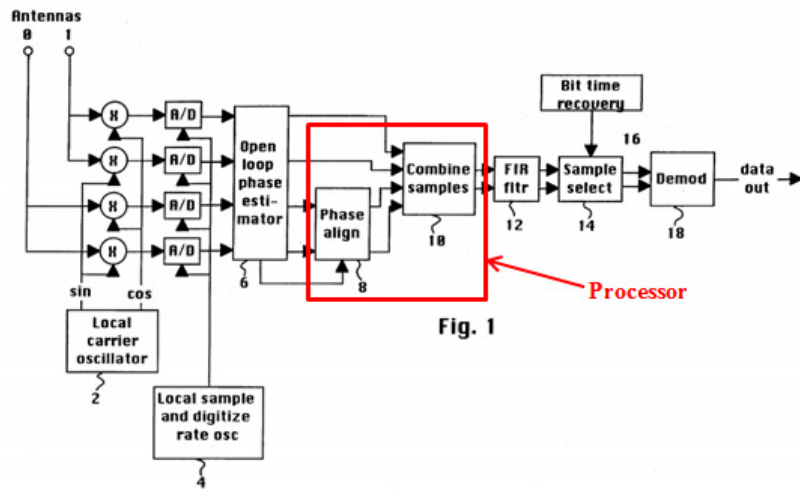 Antennas
0 1
Bit time
recovery
X
A/D
Open
loop
phase
esti-
mator
X
A/D
Combine
samples
10
FIR
fltr
12
Sample
select
14
16
Demod
18
data
out
X
A/D
Phase
align
8
X
A/D
6
sin cos
Processor
Local
carrier
oscillator
2
Fig. 1
Local sample
and digitize
rate osc
4